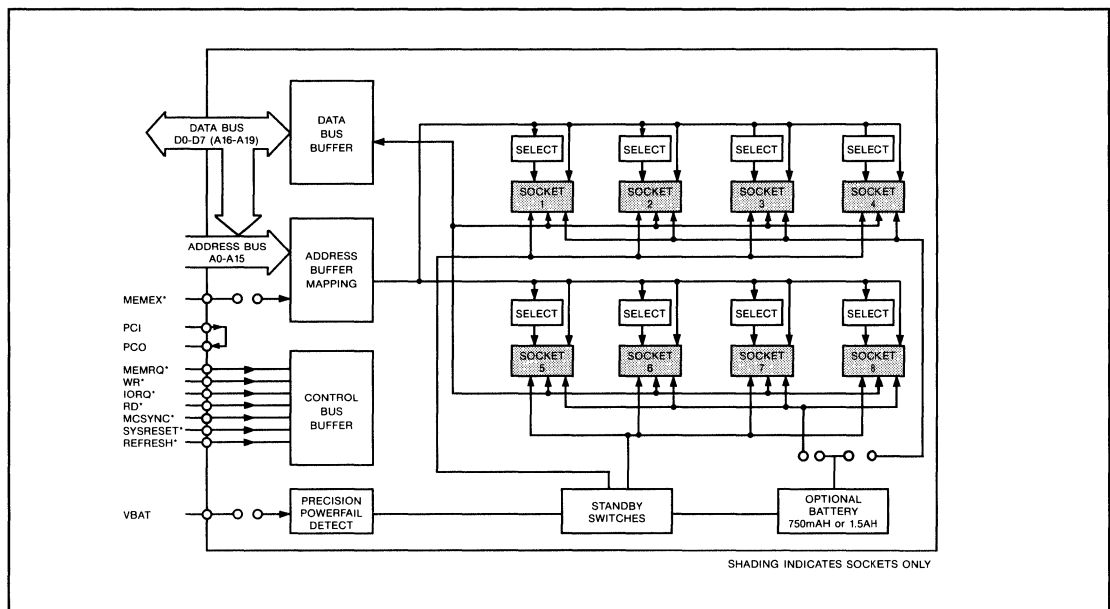 DATA BUS
D0-D7 (A16-A19)
DATA
BUS
BUFFER
SELECT
SELECT
SELECT
SELECT
SOCKET
1
SOCKET
2
SOCKET
3
SOCKET
4
ADDRESS BUS
A0-A15
ADDRESS
BUFFER
MAPPING
MEMEX*
SELECT
SELECT
SELECT
SELECT
PCI
PCO
SOCKET
5
SOCKET
6
SOCKET
7
SOCKET
8
MEMRQ*
WR*
IORQ*
RD*
MCSYNC*
SYSRESET*
REFRESH*
CONTROL
BUS
BUFFER
VBAT
PRECISION
POWERFAIL
DETECT
STANDBY
SWITCHES
OPTIONAL
BATTERY
750mAH or 1.5AH
SHADING INDICATES SOCKETS ONLY